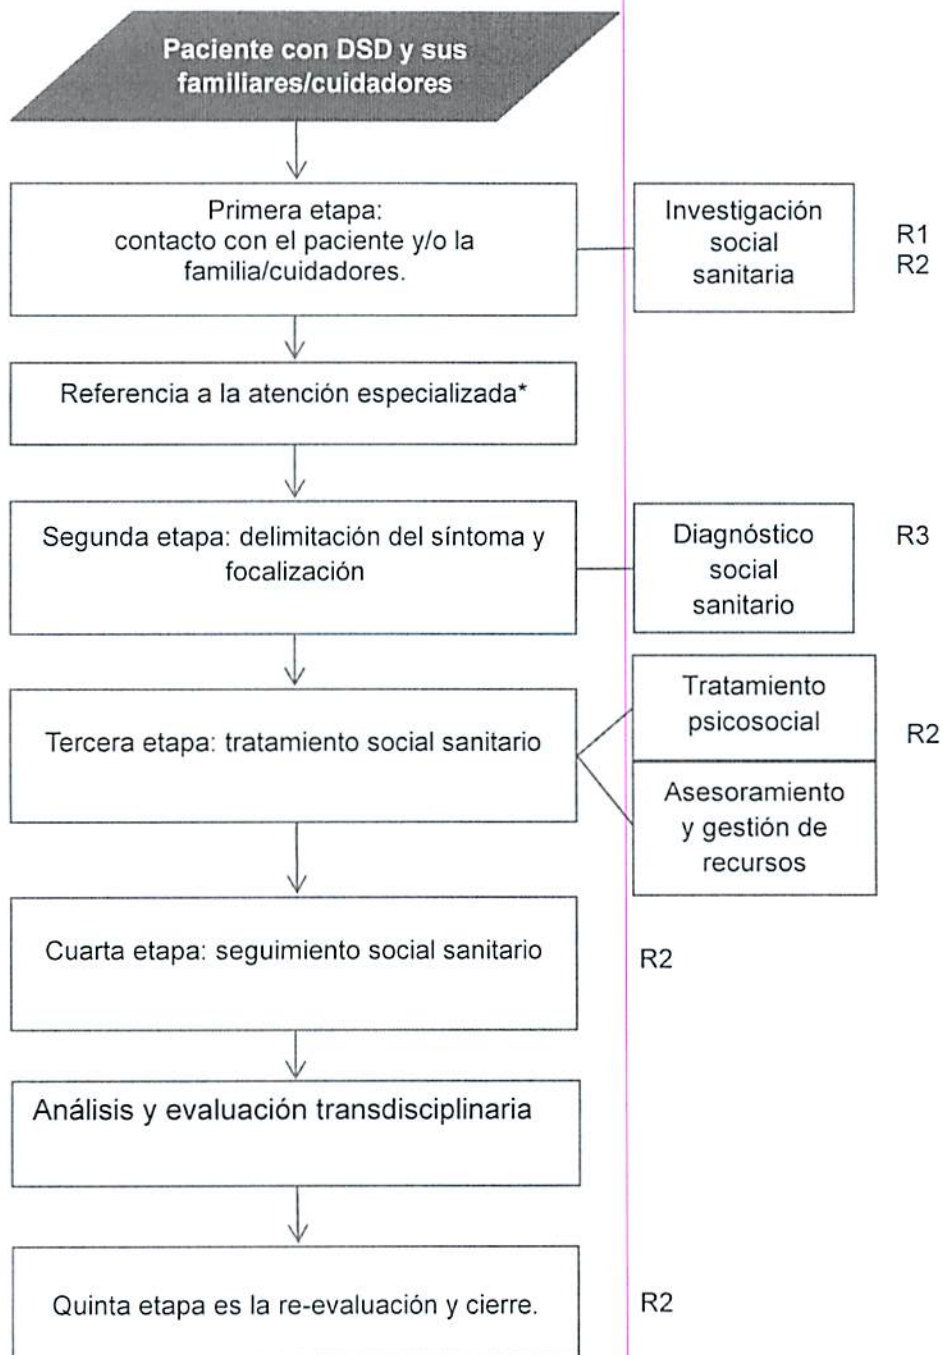 Paciente con DSD y sus
familiares/cuidadores
Primera etapa:
contacto con el paciente y/o la
familia/cuidadores.
Investigación
social
sanitaria
R1
R2
Referencia a la atención especializada*
Segunda etapa: delimitación del síntoma y
focalización
Diagnóstico
social
sanitario
R3
Tercera etapa: tratamiento social sanitario
Tratamiento
psicosocial
R2
Asesoramiento
y gestión de
recursos
Cuarta etapa: seguimiento social sanitario
R2
Análisis y evaluación transdisciplinaria
Quinta etapa es la re-evaluación y cierre.
R2